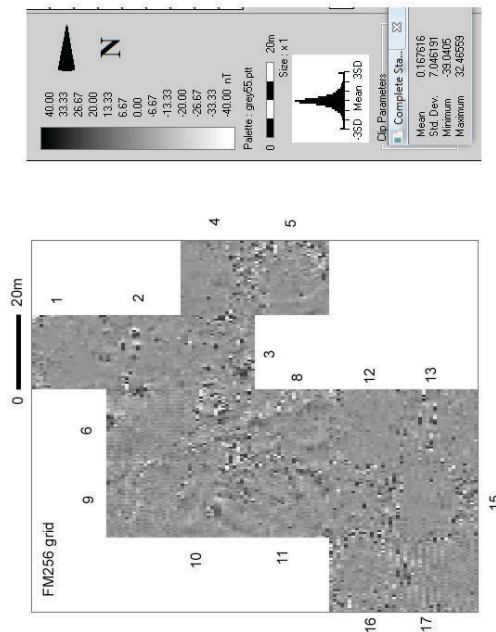 40.00
33.33
26.67
20.00
13.33
6.67
0.00
-6.67
-13.33
-20.00
-26.67
-33.33
-40.00 nT
N
Palette : grey55.ptt
0 20m
Size : x 1
-3SD Mean 3SD
Clip Parameters
Complete Sta...
Mean 0.167616
Std. Dev. 7.046191
Minimum -39.0405
Maximum 32.46559
0 20m
FM256 grid
1
2
4
5
3
6
8
9
10
11
12
13
15
16
17